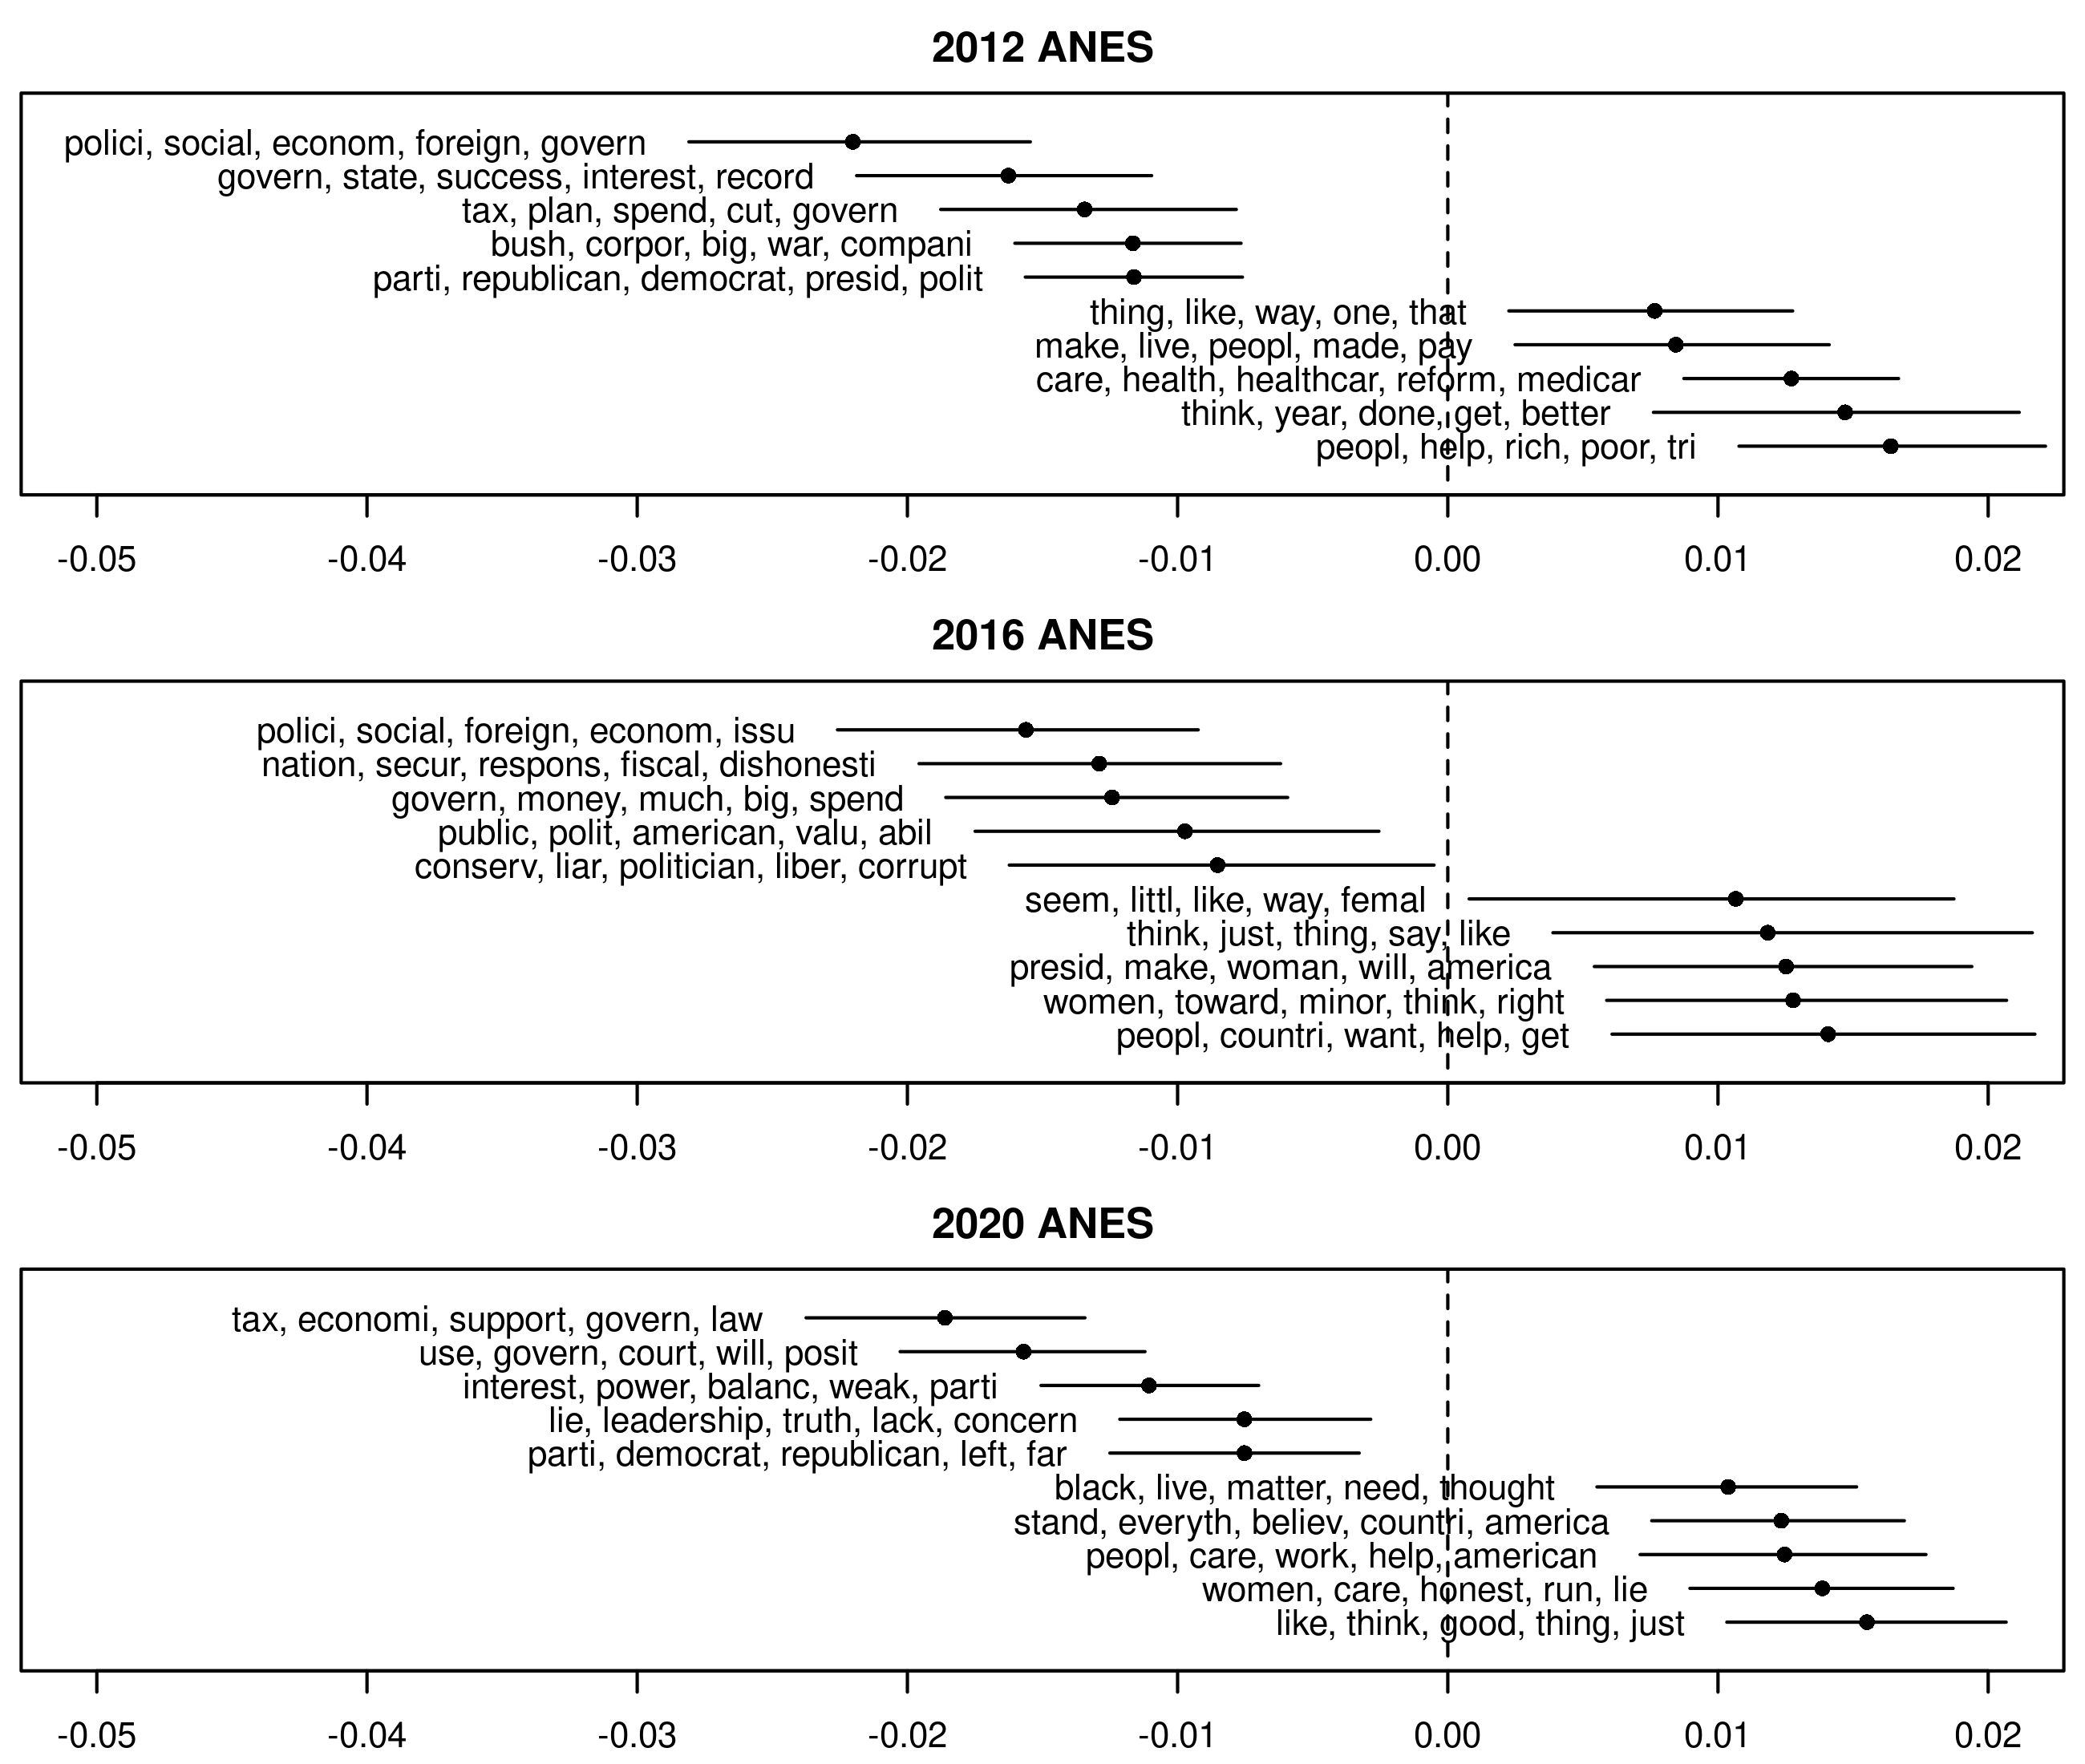 2012 ANES
polici, social, econom, foreign, govern
govern, state, success, interest, record
tax, plan, spend, cut, govern
bush, corpor, big, war, compani
parti, republican, democrat, presid, polit
thing, like, way, one, that
make, live, peopl, made, pay
care, health, healthcar, reform, medicar
think, year, done, get, better
peopl, help, rich, poor, tri
-0.05 -0.04 -0.03 -0.02 -0.01 0.00 0.01 0.02
2016 ANES
polici, social, foreign, econom, issu
nation, secur, respons, fiscal, dishonesti
govern, money, much, big, spend
public, polit, american, valu, abil
conserv, liar, politician, liber, corrupt
seem, littl, like, way, femal
think, just, thing, say, like
presid, make, woman, will, america
women, toward, minor, think, right
peopl, countri, want, help, get
-0.05 -0.04 -0.03 -0.02 -0.01 0.00 0.01 0.02
2020 ANES
tax, economi, support, govern, law
use, govern, court, will, posit
interest, power, balanc, weak, parti
lie, leadership, truth, lack, concern
parti, democrat, republican, left, far
black, live, matter, need, thought
stand, everyth, believ, countri, america
peopl, care, work, help, american
women, care, honest, run, lie
like, think, good, thing, just
-0.05 -0.04 -0.03 -0.02 -0.01 0.00 0.01 0.02